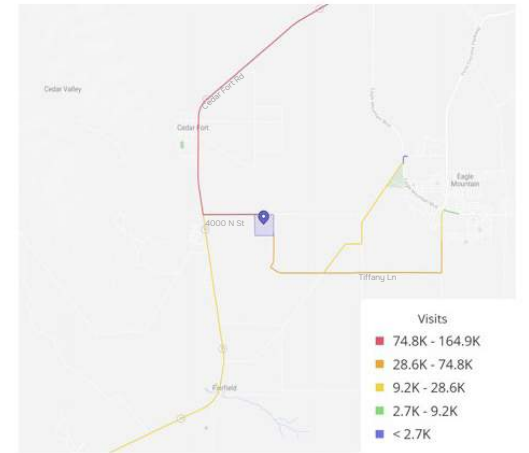 Cedar Valley
Cedar Fort Rd
Cedar Fort
Eagle
Mountain
4000 N St
Tiffany Ln
Fairfield
Visits
74.8K - 164.9K
28.6K - 74.8K
9.2K - 28.6K
2.7K - 9.2K
< 2.7K